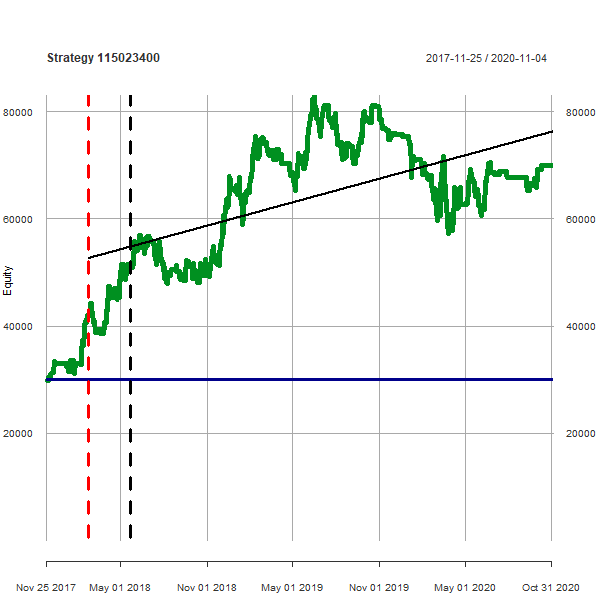 Strategy 115023400
2017-11-25 / 2020-11-04
80000
80000
60000
60000
Equity
40000
40000
20000
20000
Nov 25 2017
May 01 2018
Nov 01 2018
May 01 2019
Nov 01 2019
May 01 2020
Oct 31 2020